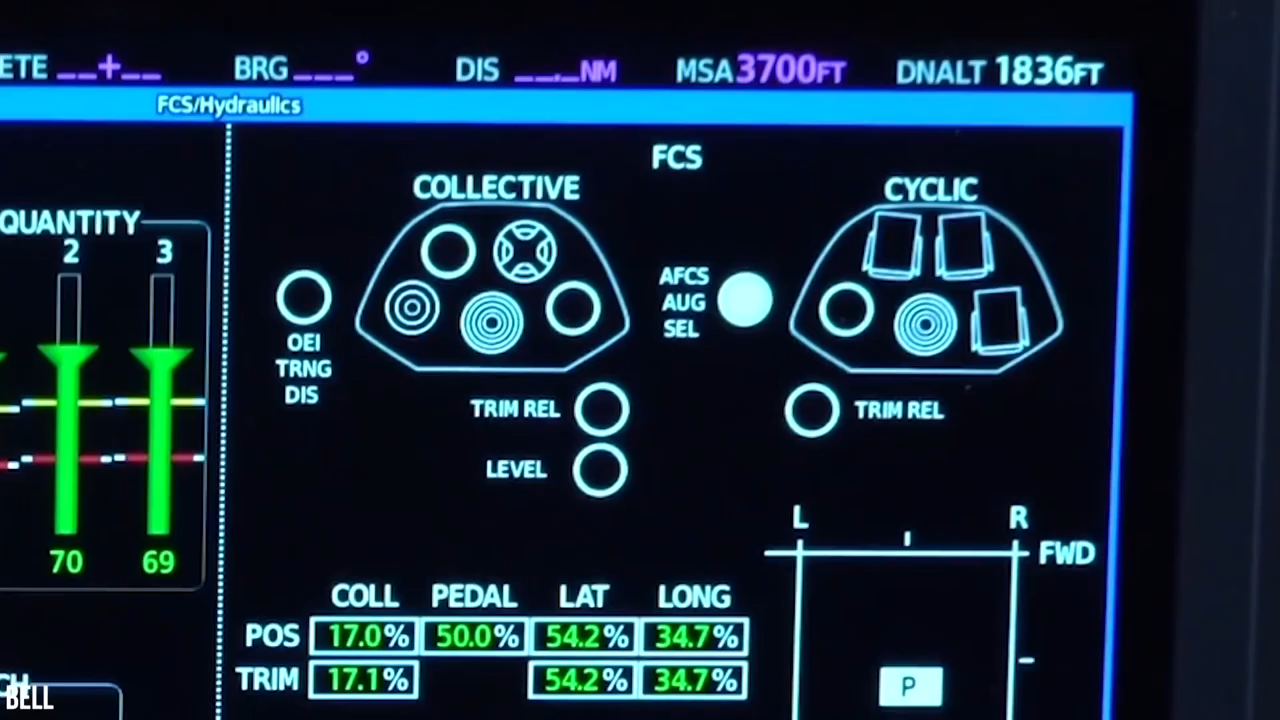 ETE __+__ BRG ___° DIS __._NM MSA 3700FT DNALT 1836FT
FCS/Hydraulics
FCS
COLLECTIVE
CYCLIC
QUANTITY
2 3
AFCS
AUG
SEL
OEI
TRNG
DIS
TRIM REL
TRIM REL
LEVEL
L R
FWD
70 69
COLL PEDAL LAT LONG
POS 17.0% 50.0% 54.2% 34.7%
TRIM 17.1% 54.2% 34.7%
P
BELL